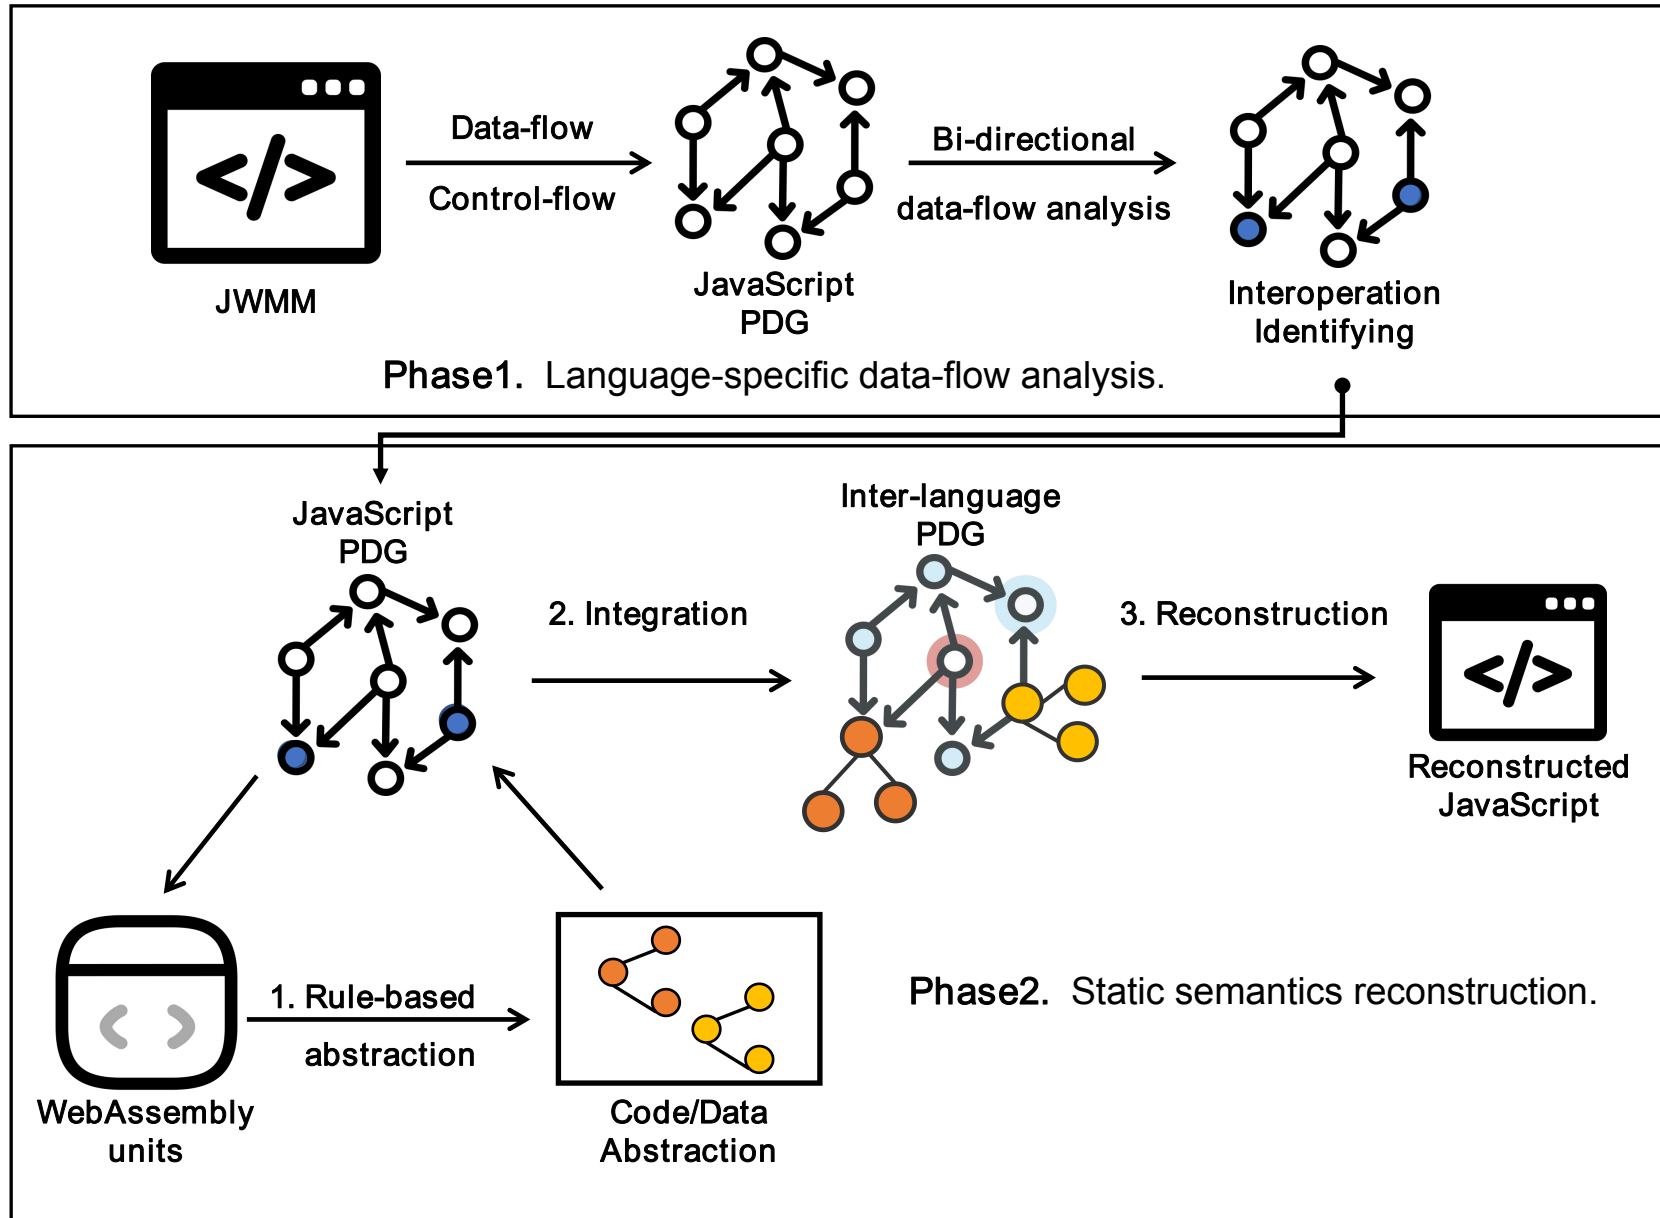 JWMM
Data-flow
Control-flow
JavaScript
PDG
Bi-directional
data-flow analysis
Interoperation
Identifying
Phase1. Language-specific data-flow analysis.
JavaScript
PDG
2. Integration
Inter-language
PDG
3. Reconstruction
Reconstructed
JavaScript
WebAssembly
units
1. Rule-based
abstraction
Code/Data
Abstraction
Phase2. Static semantics reconstruction.